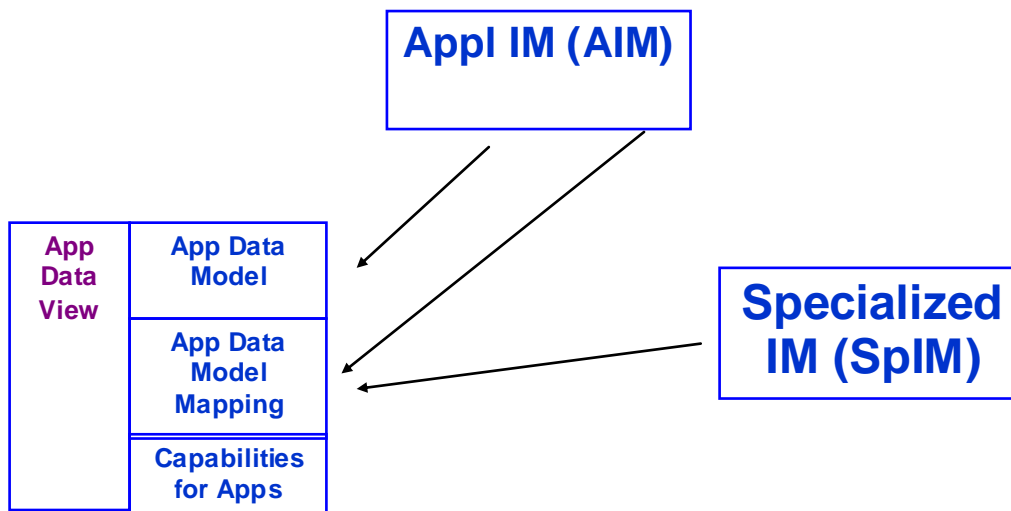 Appl IM (AIM)
App
Data
View
App Data
Model
App Data
Model
Mapping
Capabilities
for Apps
Specialized
IM (SpIM)